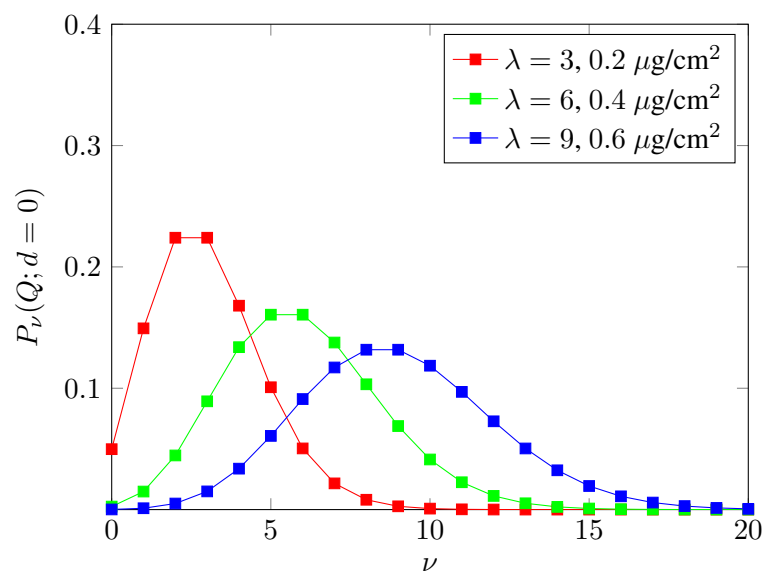 0.4
0.3
0.2
0.1
0
5
10
15
20
ν
P_ν(Q; d = 0)
λ = 3, 0.2 μg/cm²
λ = 6, 0.4 μg/cm²
λ = 9, 0.6 μg/cm²